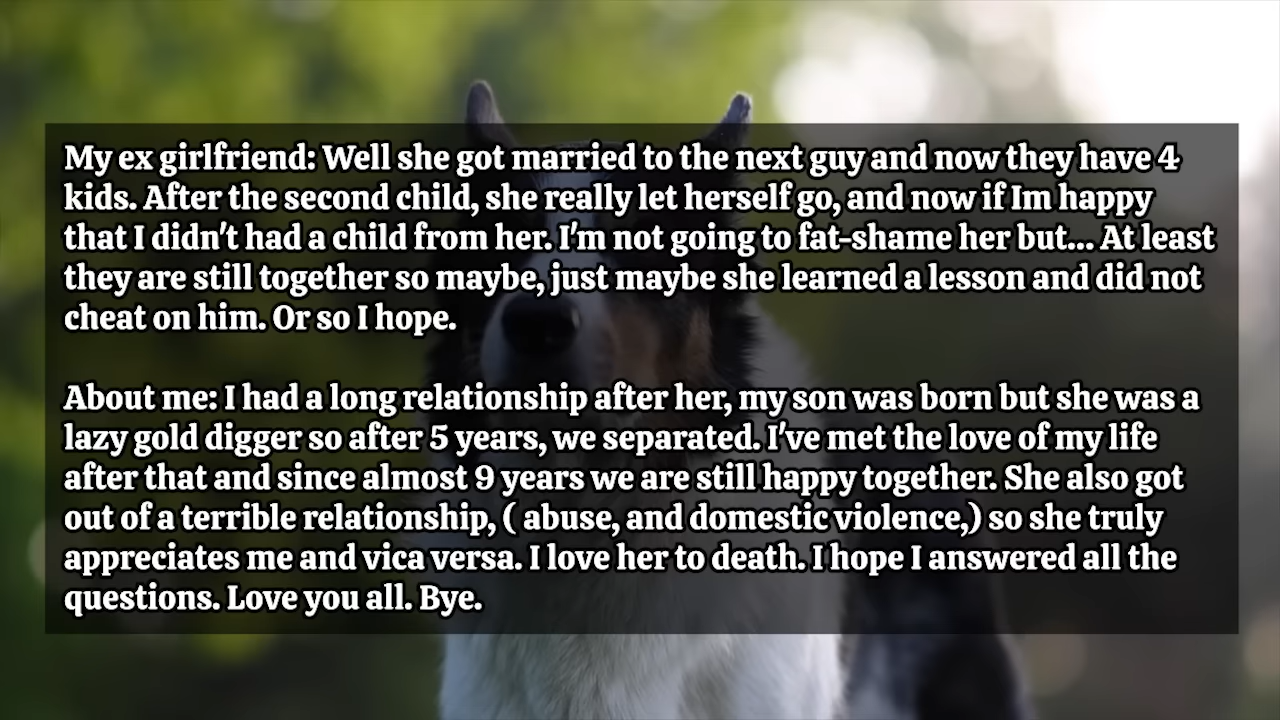 My ex girlfriend: Well she got married to the next guy and now they have 4
kids. After the second child, she really let herself go, and now if Im happy
that I didn't had a child from her. I'm not going to fat-shame her but... At least
they are still together so maybe, just maybe she learned a lesson and did not
cheat on him. Or so I hope.
About me: I had a long relationship after her, my son was born but she was a
lazy gold digger so after 5 years, we separated. I've met the love of my life
after that and since almost 9 years we are still happy together. She also got
out of a terrible relationship, ( abuse, and domestic violence,) so she truly
appreciates me and vica versa. I love her to death. I hope I answered all the
questions. Love you all. Bye.